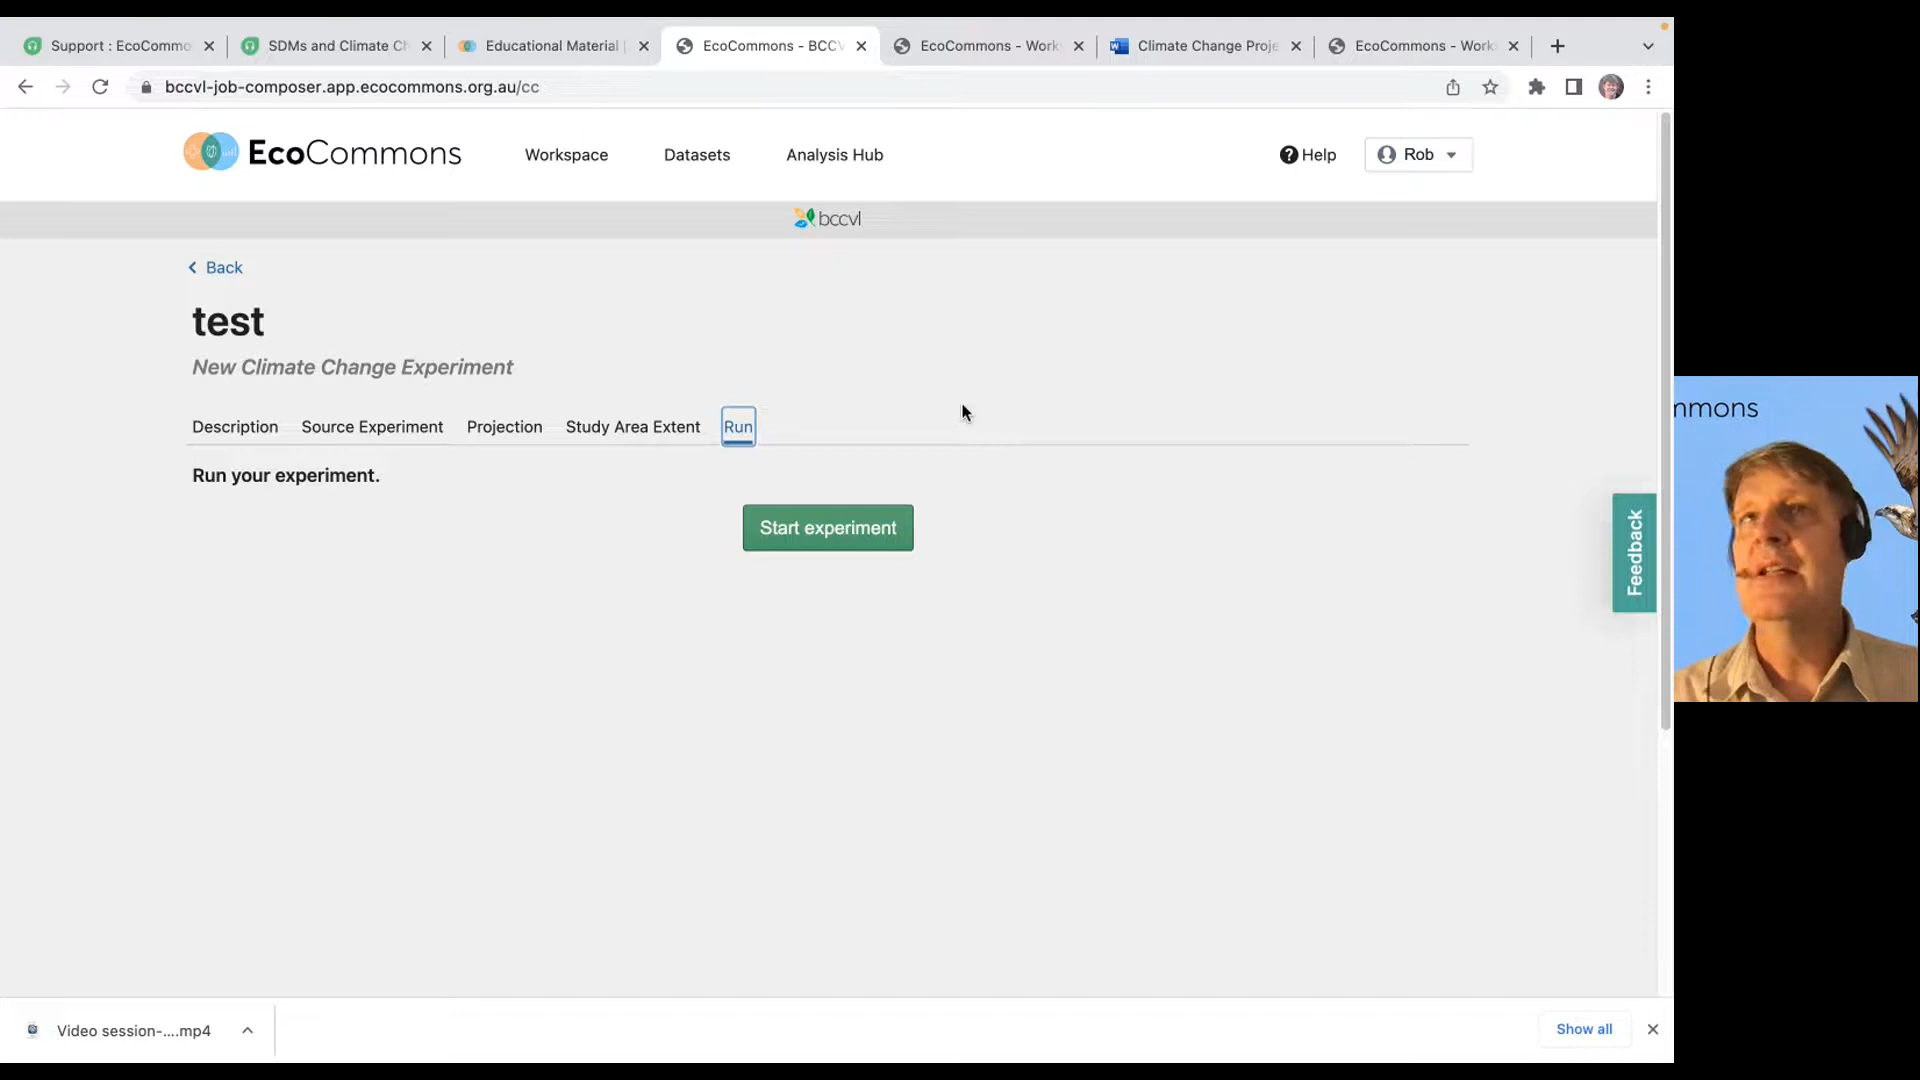 Support : EcoCommo
SDMs and Climate Ch
Educational Material |
EcoCommons - BCCV
EcoCommons - Work
Climate Change Proje
EcoCommons - Work
bccvl-job-composer.app.ecocommons.org.au/cc
EcoCommons
Workspace
Datasets
Analysis Hub
? Help
Rob
bccvl
Back
test
New Climate Change Experiment
Description
Source Experiment
Projection
Study Area Extent
Run
Run your experiment.
Start experiment
Feedback
mmons
Video session-....mp4
Show all